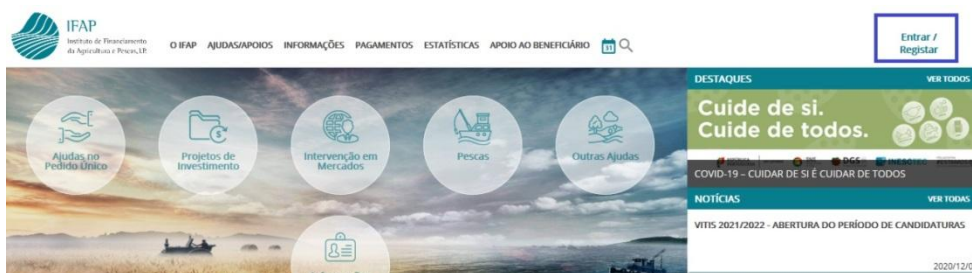 IFAP
Instituto de Financiamento
da Agricultura e Pescas, I.P.
O IFAP AJUDAS/APOIOS INFORMAÇÕES PAGAMENTOS ESTATÍSTICAS APOIO AO BENEFICIÁRIO 31
Entrar /
Registar
Ajudas no
Pedido Único
Projetos de
Investimento
Intervenção em
Mercados
Pescas
Outras Ajudas
DESTAQUES VER TODOS
Cuide de si.
Cuide de todos.
DGS
COVID-19 – CUIDAR DE SI É CUIDAR DE TODOS
NOTÍCIAS VER TODAS
VITIS 2021/2022 - ABERTURA DO PERÍODO DE CANDIDATURAS
2020/12/0